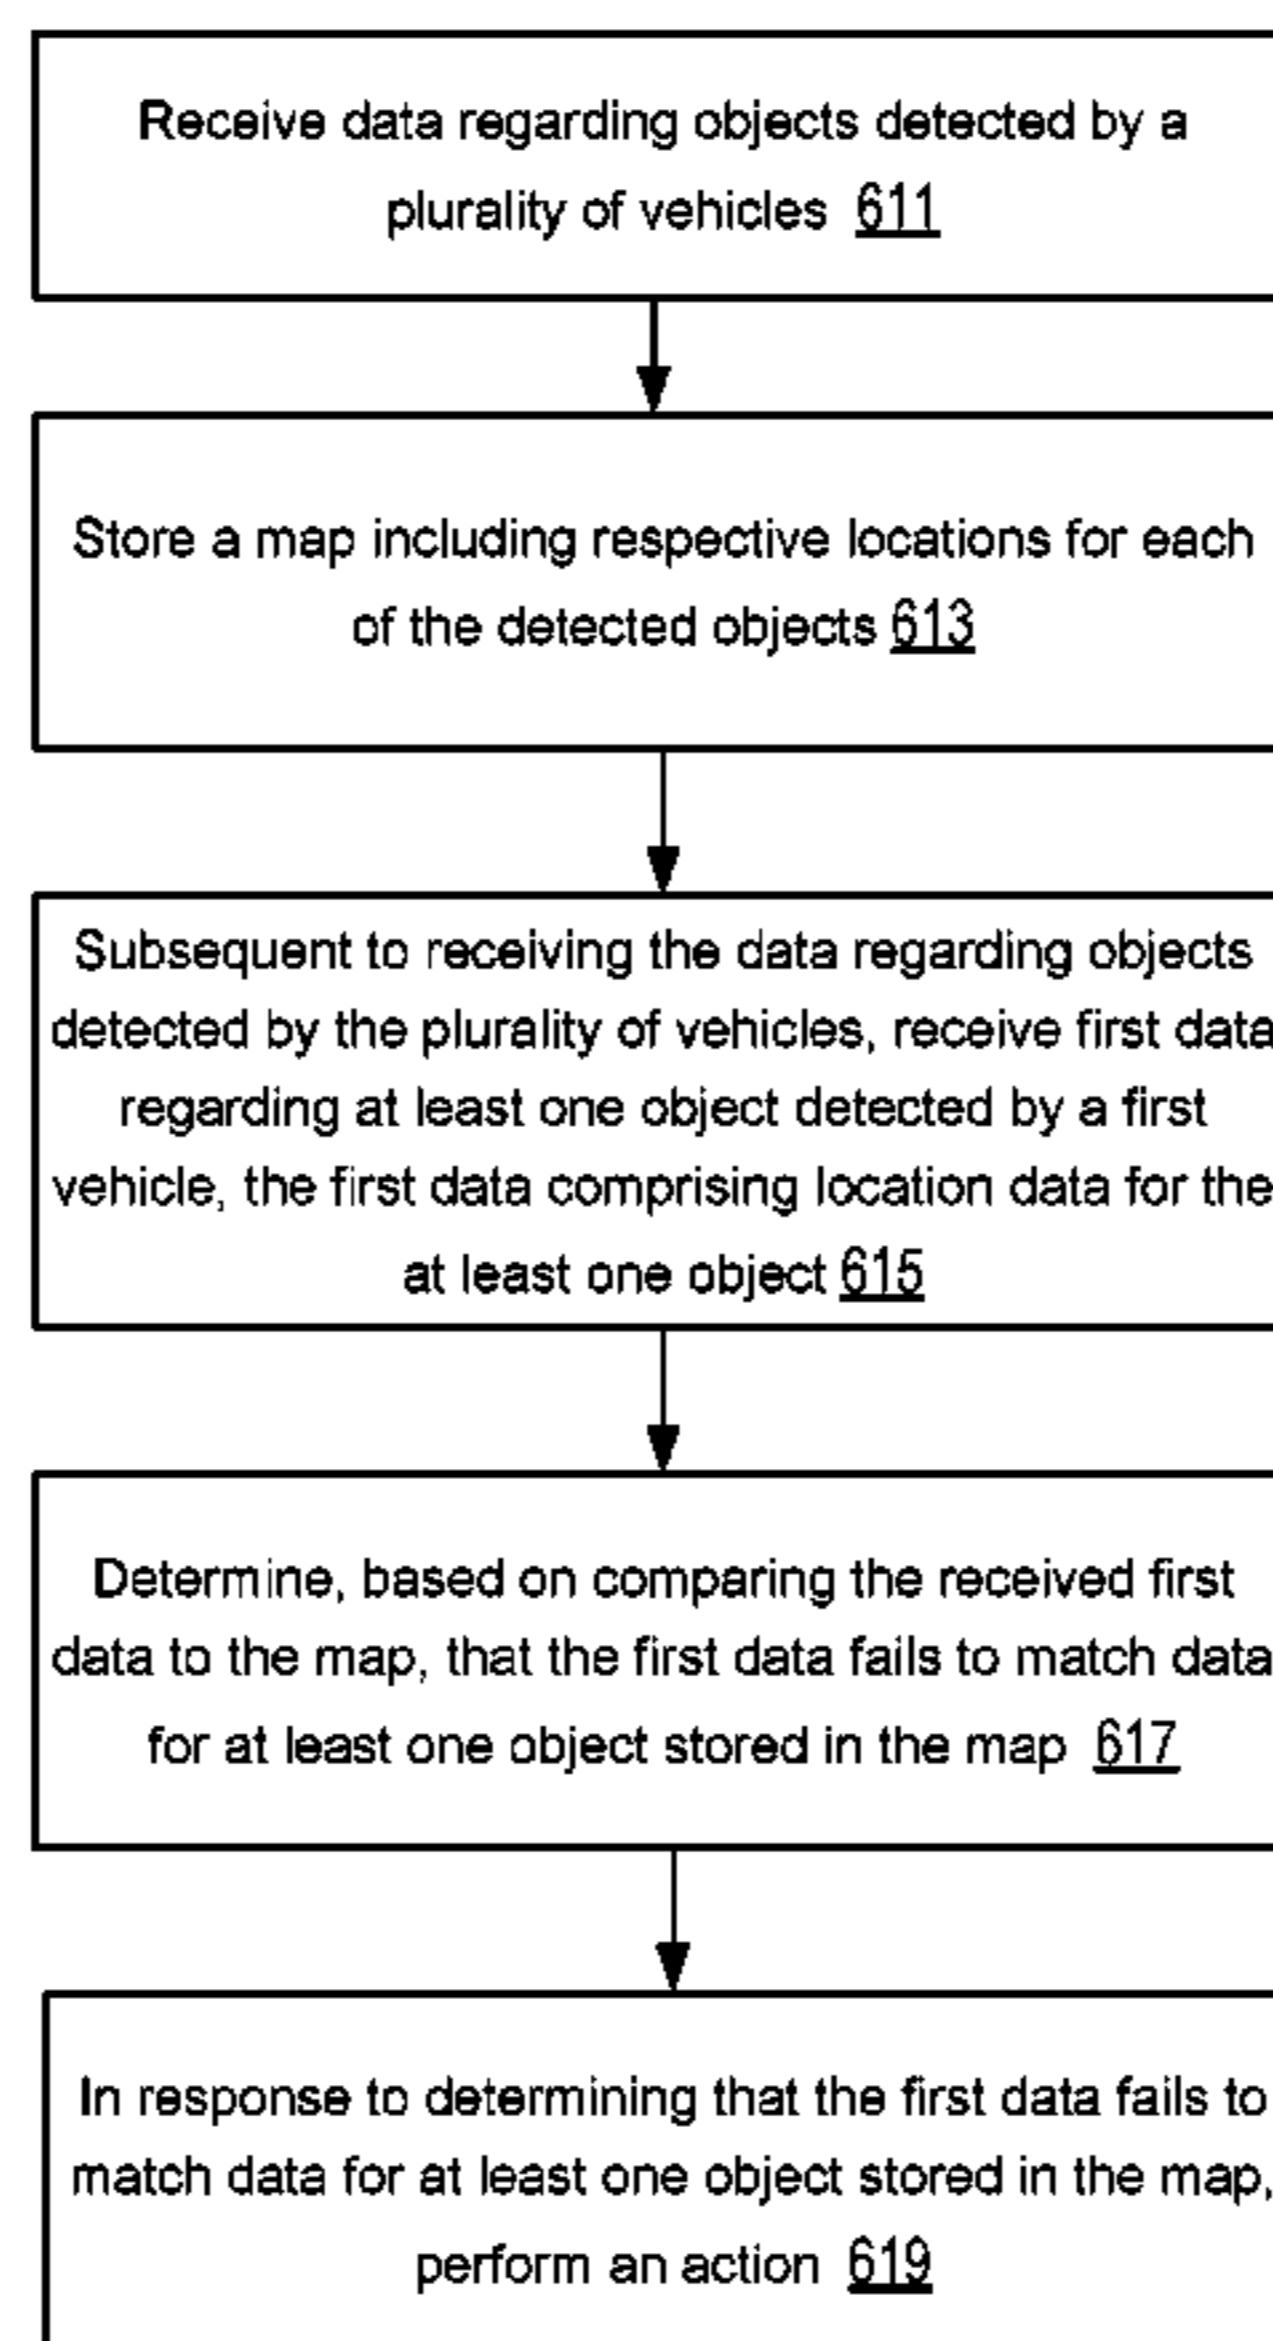 Receive data regarding objects detected by a
plurality of vehicles 611
Store a map including respective locations for each
of the detected objects 613
Subsequent to receiving the data regarding objects
detected by the plurality of vehicles, receive first data
regarding at least one object detected by a first
vehicle, the first data comprising location data for the
at least one object 615
Determine, based on comparing the received first
data to the map, that the first data fails to match data
for at least one object stored in the map 617
In response to determining that the first data fails to
match data for at least one object stored in the map,
perform an action 619